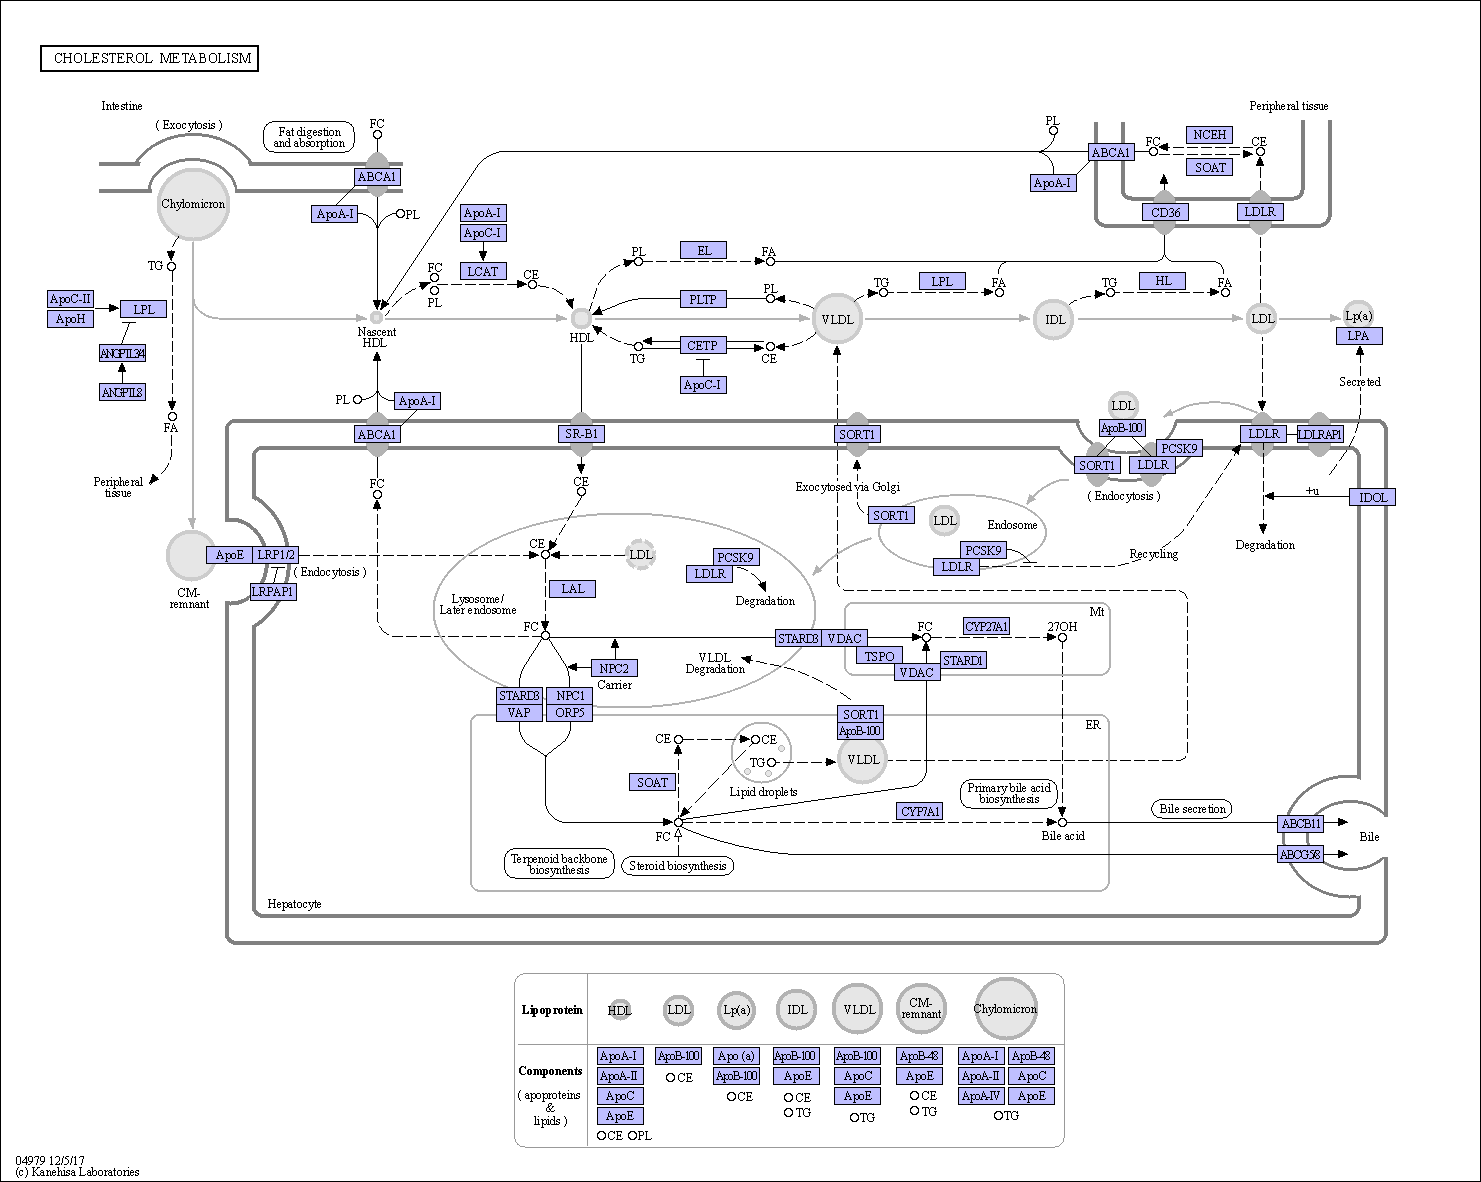 CHOLESTEROL METABOLISM
Intestine
( Exocytosis )
Fat digestion
and absorption
FC
ABCA1
ApoA-I
PL
Chylomicron
TG
ApoC-II
ApoH
LPL
ANGPTL3/4
ANGPTL8
FA
Peripheral
tissue
ApoA-I
ApoC-I
LCAT
FC
PL
CE
Nascent
HDL
HDL
PL
EL
FA
PLTP
PL
CETP
TG
CE
ApoC-I
VLDL
TG
LPL
FA
IDL
TG
HL
FA
LDL
Lp(a)
LPA
Secreted
Peripheral tissue
PL
ABCA1
ApoA-I
FC
NCEH
CE
SOAT
CD36
LDLR
PL
ApoA-I
ABCA1
FC
SR-B1
CE
SORT1
Exocytosed via Golgi
LDL
ApoB-100
SORT1
LDLR
PCSK9
( Endocytosis )
LDLR
LDLRAP1
+u
IDOL
Degradation
SORT1
LDL
Endosome
PCSK9
LDLR
Recycling
ApoE
LRP1/2
( Endocytosis )
LRPAP1
CM-
remnant
CE
LDL
LAL
PCSK9
LDLR
Degradation
Lysosome/
Later endosome
FC
NPC2
Carrier
STARD3
VDAC
FC
CYP27A1
27OH
Mt
TSPO
STARD1
VDAC
VLDL
Degradation
STARD3
NPC1
VAP
ORP5
SORT1
ApoB-100
VLDL
ER
CE
CE
TG
Lipid droplets
SOAT
FC
CYP7A1
Primary bile acid
biosynthesis
Bile acid
Bile secretion
ABCB11
Bile
ABCG5/8
Terpenoid backbone
biosynthesis
Steroid biosynthesis
Hepatocyte
Lipoprotein
HDL
LDL
Lp(a)
IDL
VLDL
CM-
remnant
Chylomicron
Components
( apoproteins
&
lipids )
ApoA-I
ApoA-II
ApoC
ApoE
CE PL
ApoB-100
CE
Apo (a)
ApoB-100
CE
ApoB-100
ApoE
CE
TG
ApoB-100
ApoC
ApoE
TG
ApoB-48
ApoE
CE
TG
ApoA-I ApoB-48
ApoA-II ApoC
ApoA-IV ApoE
TG
04979 12/5/17
(c) Kanehisa Laboratories